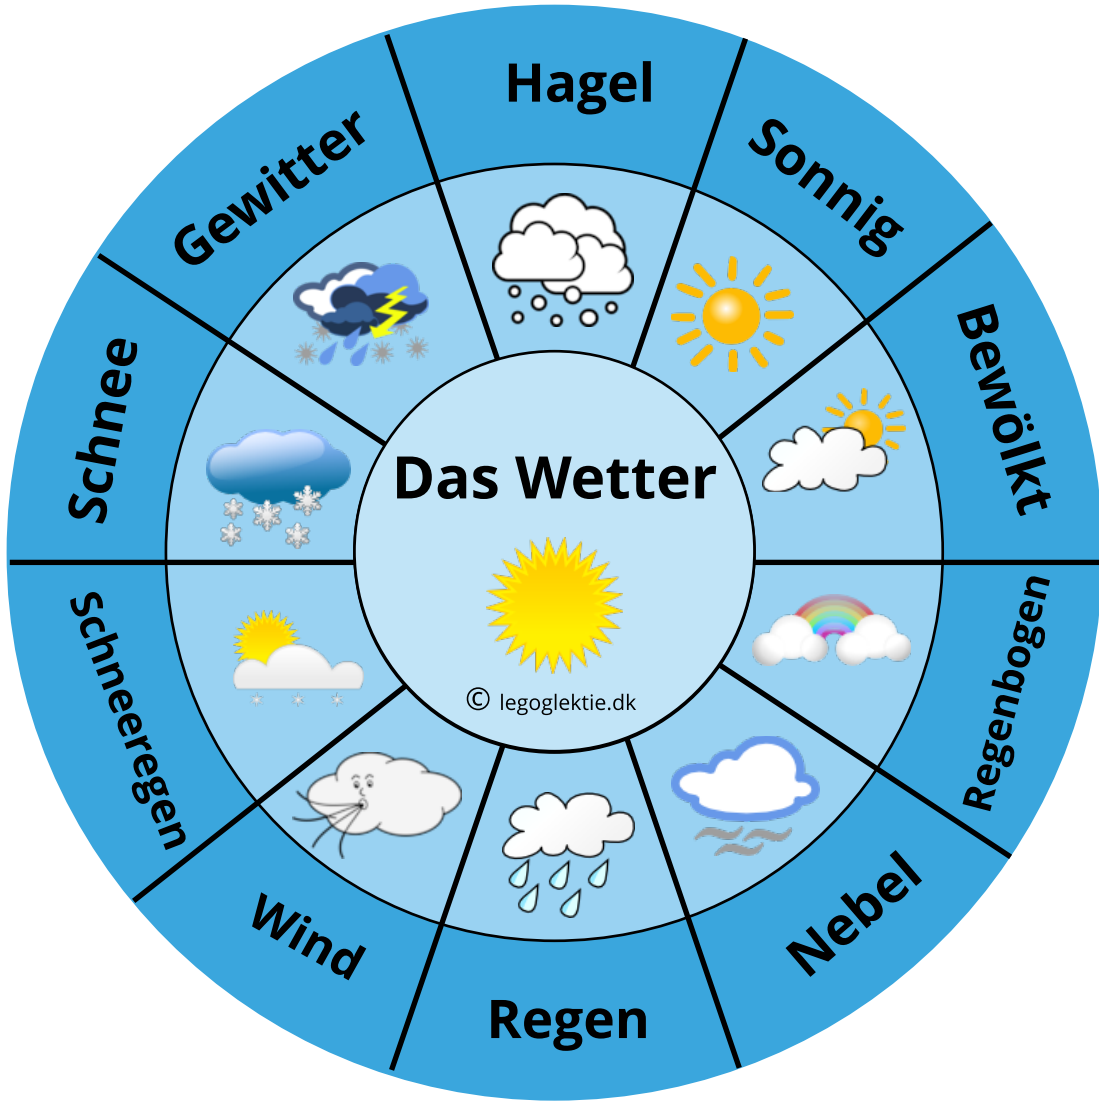 Hagel
Sonnig
Bewölkt
Regenbogen
Nebel
Regen
Wind
Schneeregen
Schnee
Gewitter
Das Wetter
© legoglektie.dk